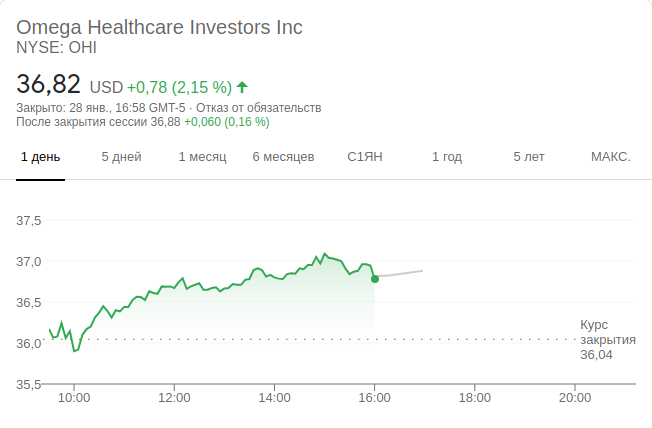 Omega Healthcare Investors Inc
NYSE: OHI
36,82 USD +0,78 (2,15 %)
Закрыто: 28 янв., 16:58 GMT-5 · Отказ от обязательств
После закрытия сессии 36,88 +0,060 (0,16 %)
1 день 5 дней 1 месяц 6 месяцев С1ЯН 1 год 5 лет МАКС.
37,5
37,0
36,5
36,0
35,5
Курс
закрытия
36,04
10:00 12:00 14:00 16:00 18:00 20:00